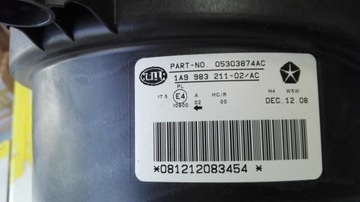 HELLA
PART-NO. 05303874AC
1A9 983 211-02/AC
PL
17.5 E4 A HC/R H4 W5W
10900 02 00 DEC.12.08
*081212083454 *